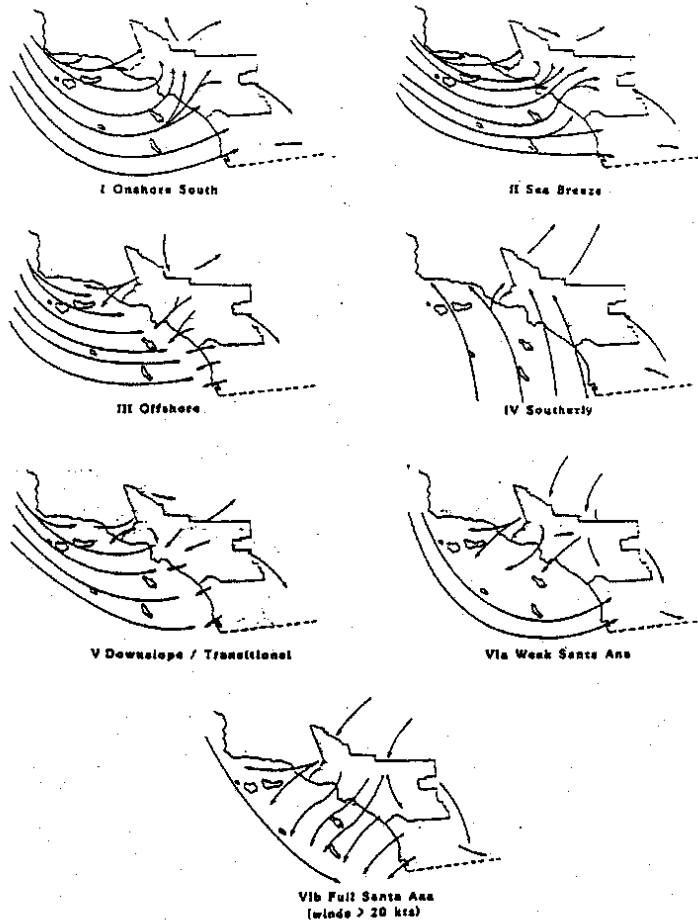 I Onshore South
II Sea Breeze
III Offshore
IV Southerly
V Downslope / Transitional
VIa Weak Santa Ana
VIb Full Santa Ana
(winds > 20 kts)